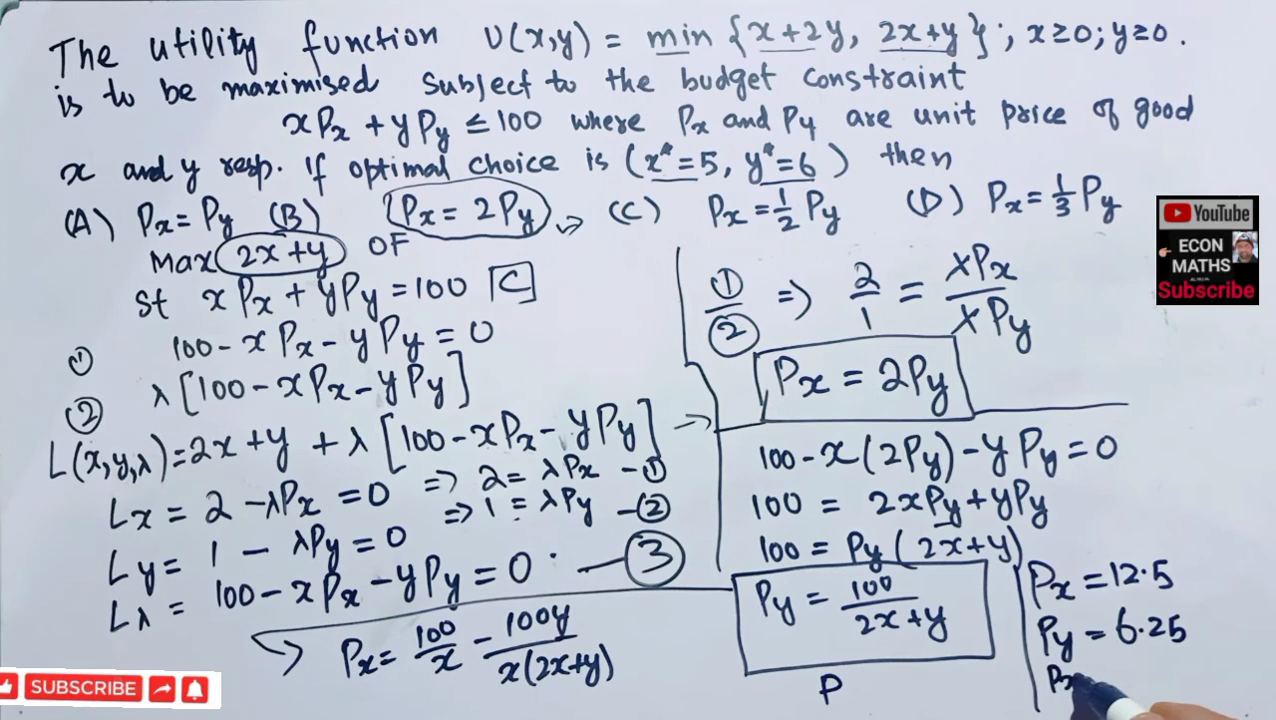 The utility function U(x,y) = min {x+2y, 2x+y}; x≥0; y≥0.
is to be maximised subject to the budget constraint
xPx + yPy ≤ 100 where Px and Py are unit price of good
x and y resp. If optimal choice is (x*=5, y*=6) then
(A) Px = Py (B) Px = 2Py (C) Px = 1/2 Py (D) Px = 1/3 Py
Max 2x+y OF
St xPx + yPy = 100 C
100 - xPx - yPy = 0
①
② λ[100 - xPx - yPy]
L(x,y,λ) = 2x+y + λ[100 - xPx - yPy]
Lx = 2 - λPx = 0 => 2 = λPx - ①
Ly = 1 - λPy = 0 => 1 = λPy - ②
Lλ = 100 - xPx - yPy = 0 - ③
Px = 100/x - 100y/x(2x+y)
①/② => 2/1 = λPx/λPy
Px = 2Py
100 - x(2Py) - yPy = 0
100 = 2xPy + yPy
100 = Py(2x+y)
Py = 100/2x+y
P
Px = 12.5
Py = 6.25
Px
YouTube
ECON
MATHS
Subscribe
SUBSCRIBE